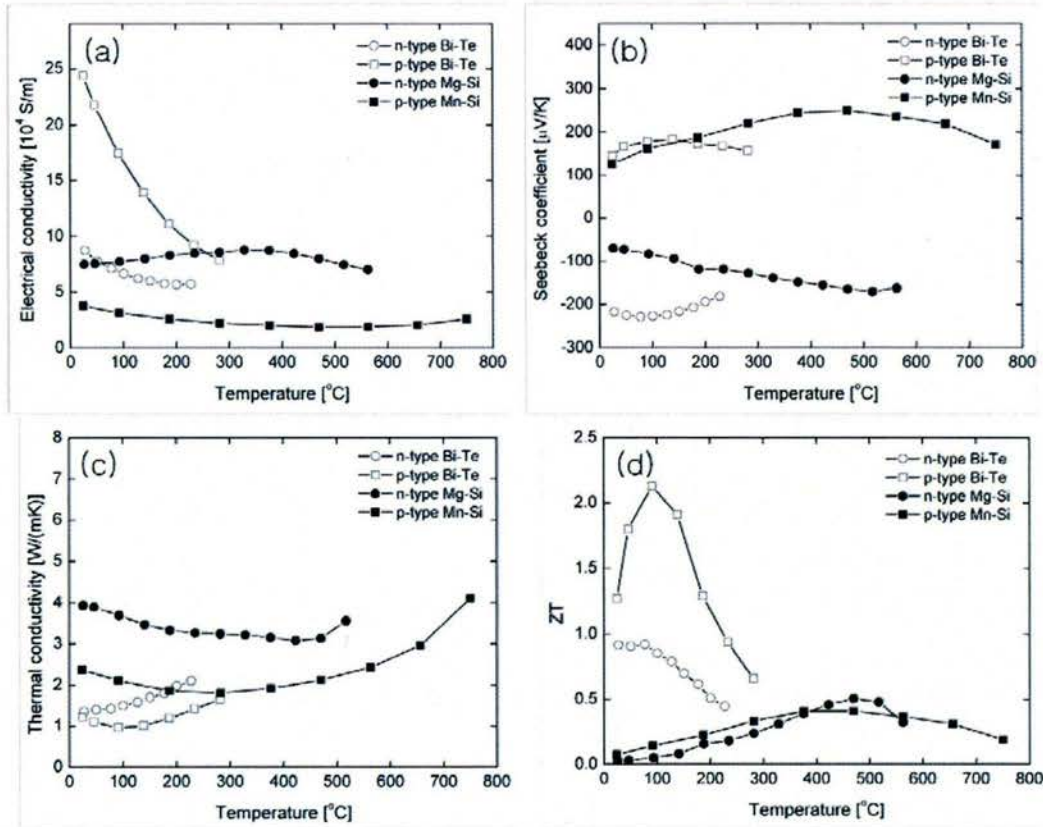 (a)
n-type Bi-Te
p-type Bi-Te
n-type Mg-Si
p-type Mn-Si
Electrical conductivity [10⁴ S/m]
25
20
15
10
5
0
0 100 200 300 400 500 600 700 800
Temperature [°C]
(b)
n-type Bi-Te
p-type Bi-Te
n-type Mg-Si
p-type Mn-Si
Seebeck coefficient [μV/K]
400
300
200
100
0
-100
-200
-300
0 100 200 300 400 500 600 700 800
Temperature [°C]
(c)
n-type Bi-Te
p-type Bi-Te
n-type Mg-Si
p-type Mn-Si
Thermal conductivity [W/(mK)]
8
7
6
5
4
3
2
1
0
0 100 200 300 400 500 600 700 800
Temperature [°C]
(d)
n-type Bi-Te
p-type Bi-Te
n-type Mg-Si
p-type Mn-Si
ZT
2.5
2.0
1.5
1.0
0.5
0.0
0 100 200 300 400 500 600 700 800
Temperature [°C]